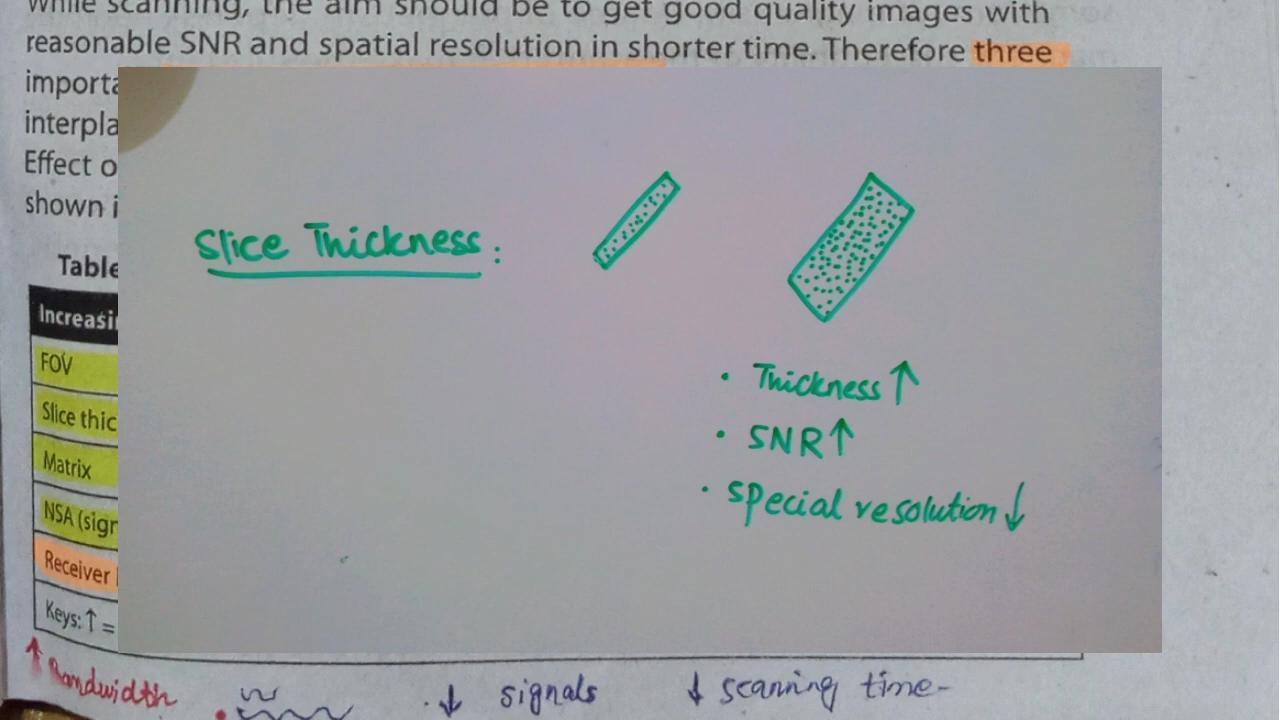 while scanning, the aim should be to get good quality images with
reasonable SNR and spatial resolution in shorter time. Therefore three
importa
interpla
Effect o
shown i
Table
Increasi
FOV
Slice thic
Matrix
NSA (sigr
Receiver
Keys: ↑ =
Slice Thickness:
• Thickness ↑
• SNR ↑
• special resolution ↓
↑ Bandwidth
↓ signals ↓ scanning time-